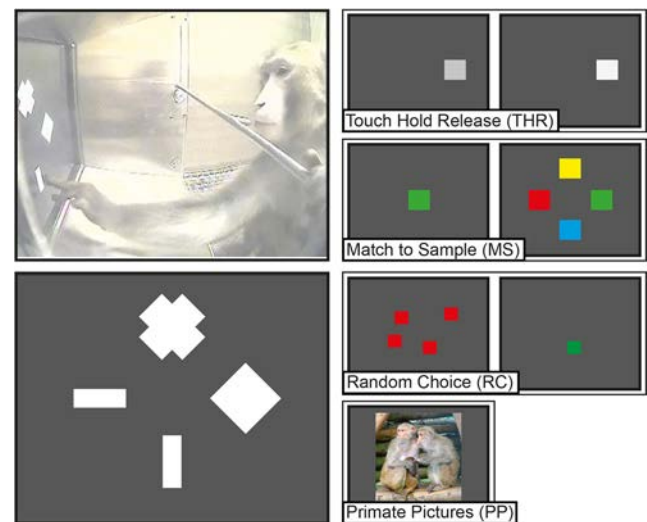 Touch Hold Release (THR)
Match to Sample (MS)
Random Choice (RC)
Primate Pictures (PP)